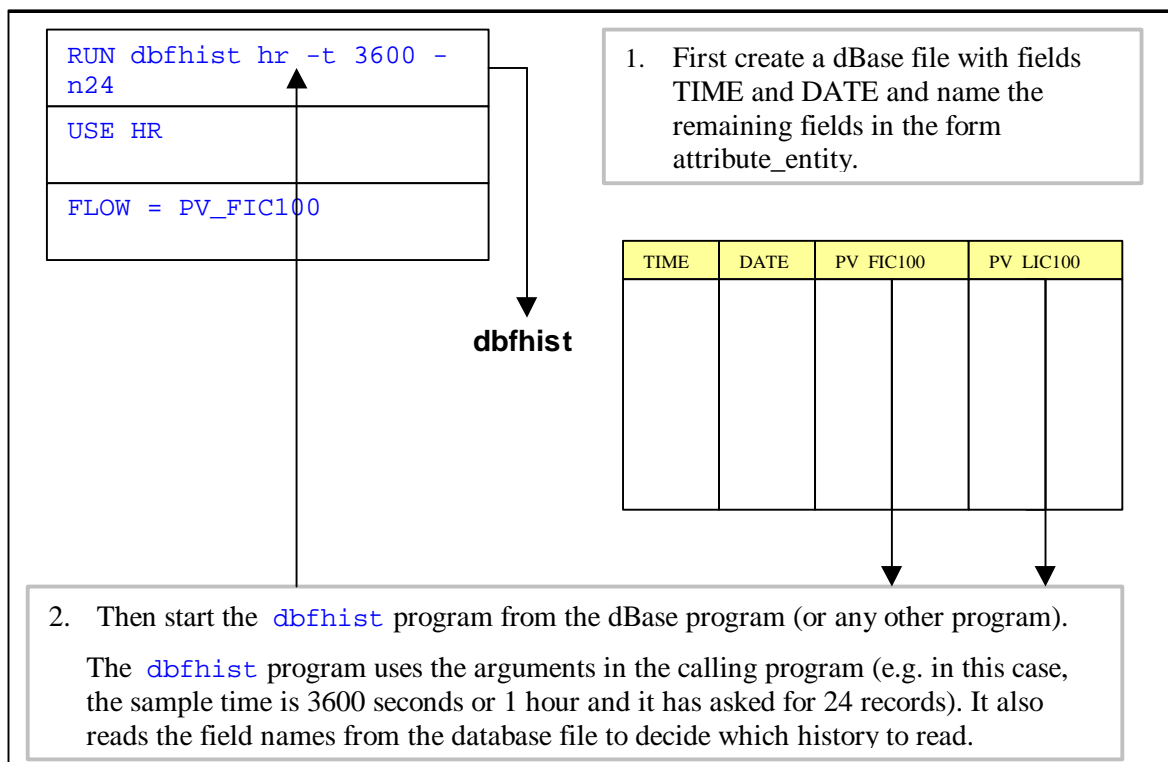 RUN dbfhist hr -t 3600 -
n24
USE HR
FLOW = PV_FIC100
dbfhist
1. First create a dBase file with fields
TIME and DATE and name the
remaining fields in the form
attribute_entity.
TIME DATE PV FIC100 PV LIC100
2. Then start the dbfhist program from the dBase program (or any other program).
The dbfhist program uses the arguments in the calling program (e.g. in this case,
the sample time is 3600 seconds or 1 hour and it has asked for 24 records). It also
reads the field names from the database file to decide which history to read.